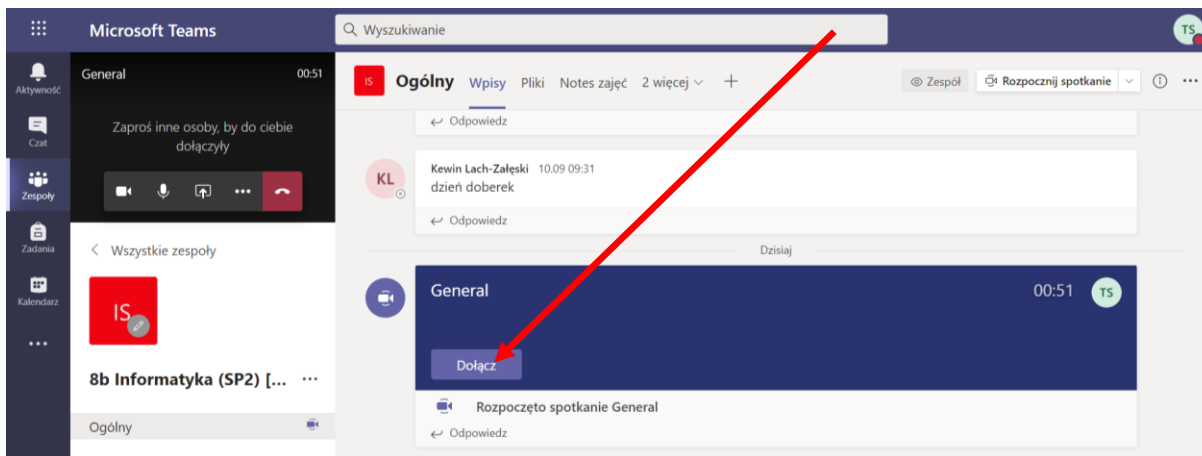 Microsoft Teams
Wyszukiwanie
TS
Aktywność
Czat
Zespoły
Zadania
Kalendarz
General 00:51
Zaproś inne osoby, by do ciebie
dołączyły
Wszystkie zespoły
IS
8b Informatyka (SP2) [... ...
Ogólny
IS Ogólny Wpisy Pliki Notes zajęć 2 więcej +
Zespół Rozpocznij spotkanie
Odpowiedz
KL
Kewin Lach-Załęski 10.09 09:31
dzień doberek
Odpowiedz
Dzisiaj
General 00:51 TS
Dołącz
Rozpoczęto spotkanie General
Odpowiedz